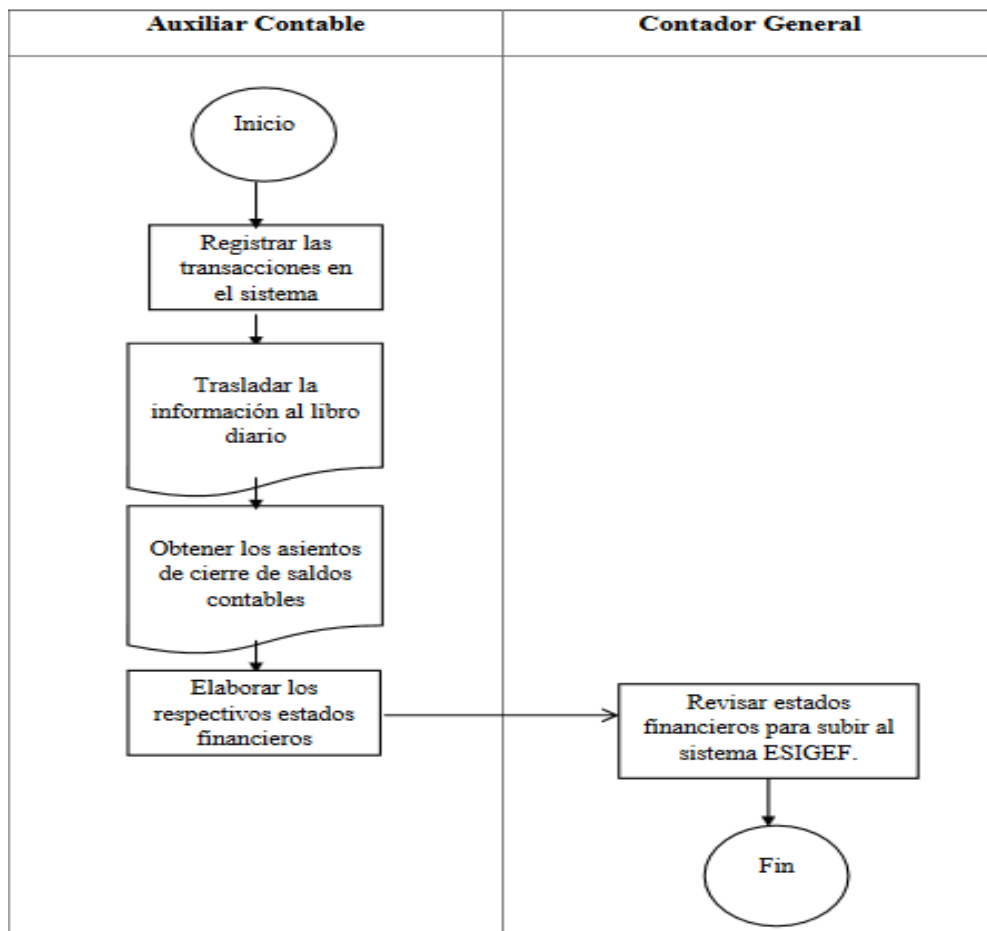 Auxiliar Contable
Contador General
Inicio
Registrar las
transacciones en
el sistema
Trasladar la
información al libro
diario
Obtener los asientos
de cierre de saldos
contables
Elaborar los
respectivos estados
financieros
Revisar estados
financieros para subir al
sistema ESIGEF.
Fin